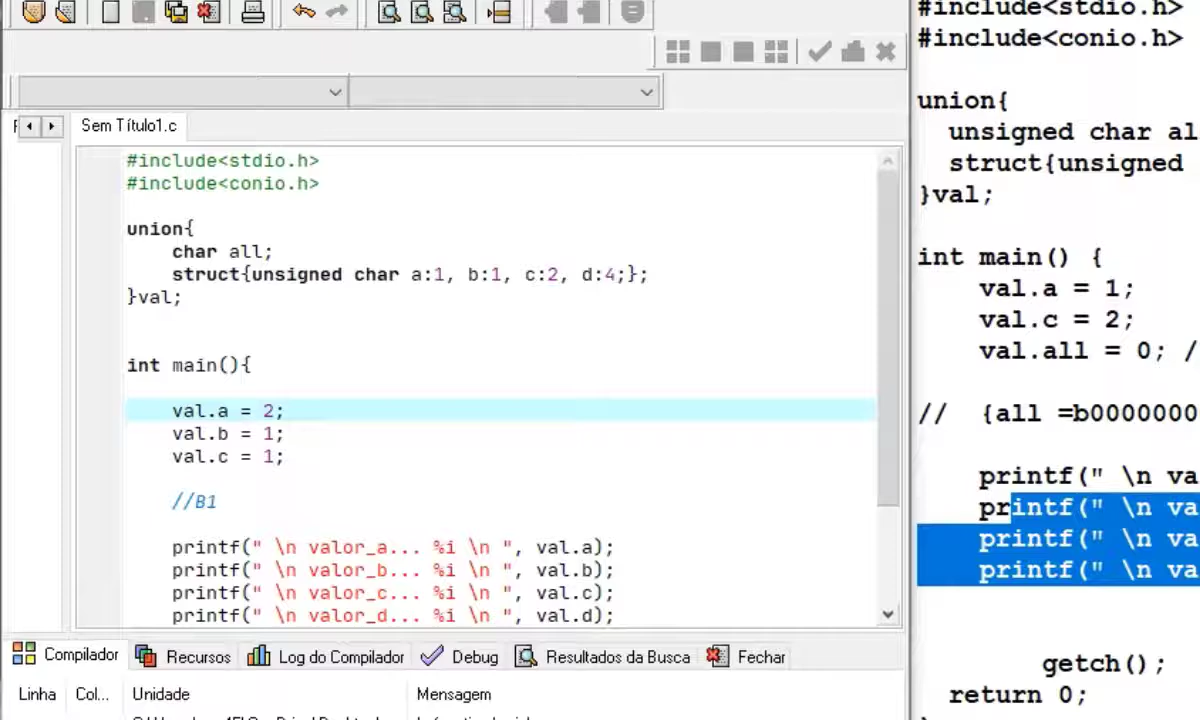 Sem Título1.c
#include<stdio.h>
#include<conio.h>
union{
char all;
struct{unsigned char a:1, b:1, c:2, d:4;};
}val;
int main(){
val.a = 2;
val.b = 1;
val.c = 1;
//B1
printf(" \n valor_a... %i \n ", val.a);
printf(" \n valor_b... %i \n ", val.b);
printf(" \n valor_c... %i \n ", val.c);
printf(" \n valor_d... %i \n ", val.d);
Compilador Recursos Log do Compilador Debug Resultados da Busca Fechar
Linha Col... Unidade Mensagem
#include<stdio.h>
#include<conio.h>
union{
unsigned char al
struct{unsigned
}val;
int main() {
val.a = 1;
val.c = 2;
val.all = 0; /
// {all =b0000000
printf(" \n va
printf(" \n va
printf(" \n va
printf(" \n va
getch();
return 0;